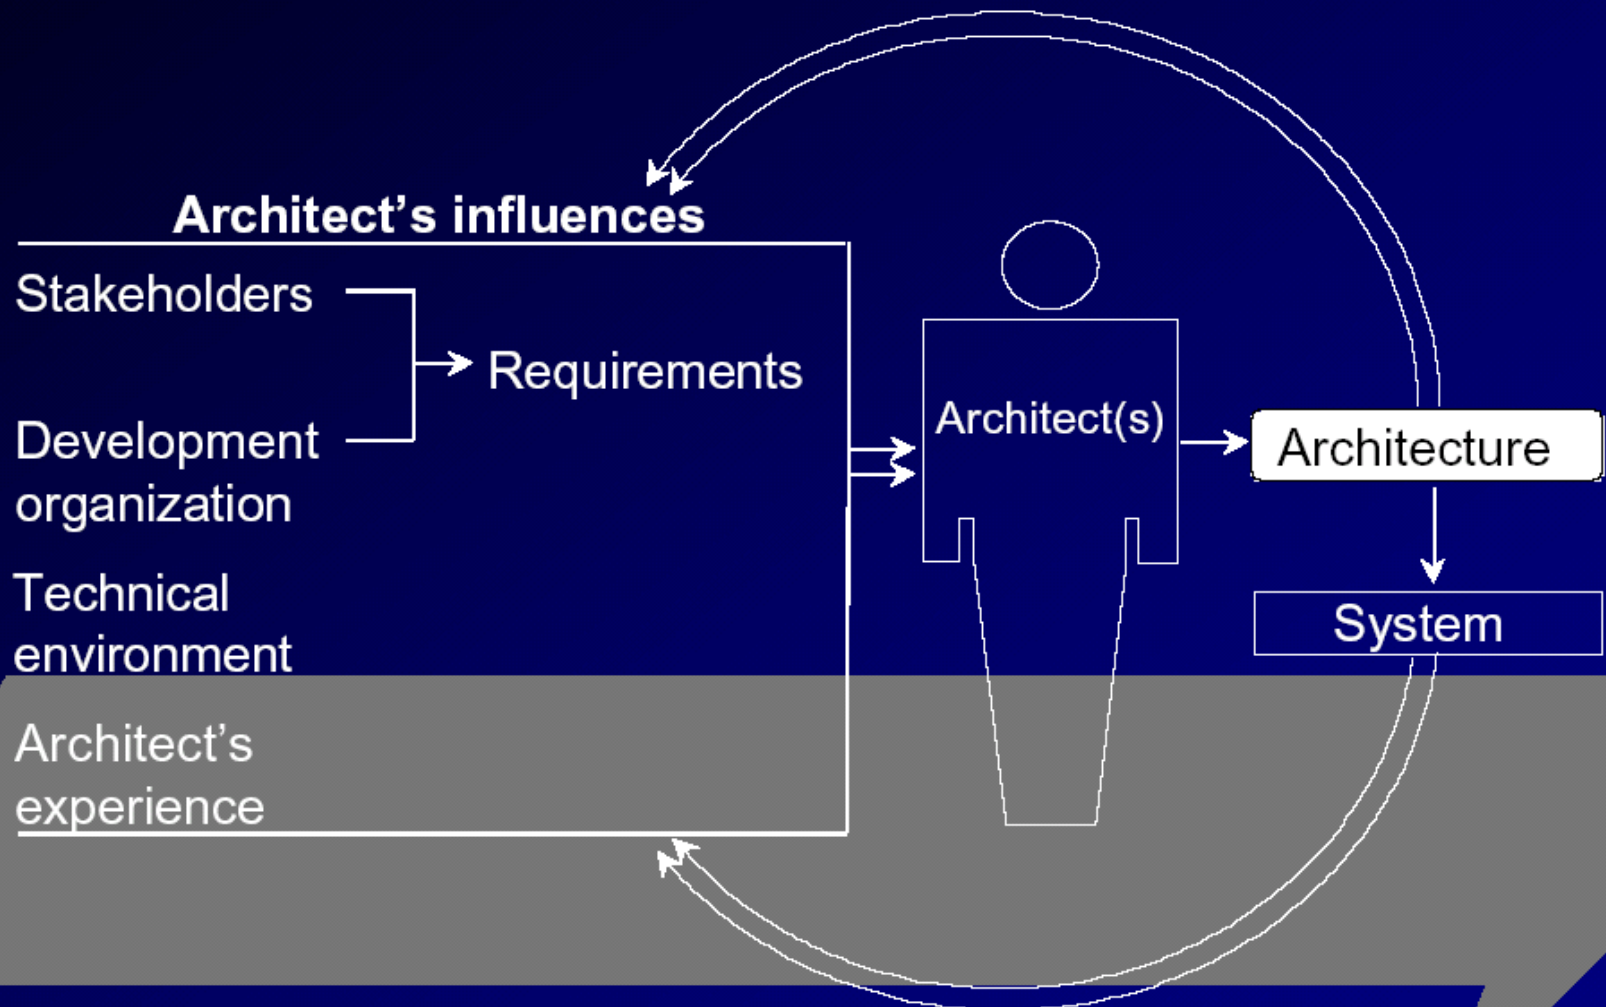 Architect’s influences
Stakeholders
Requirements
Development
organization
Technical
environment
Architect’s
experience
Architect(s)
Architecture
System